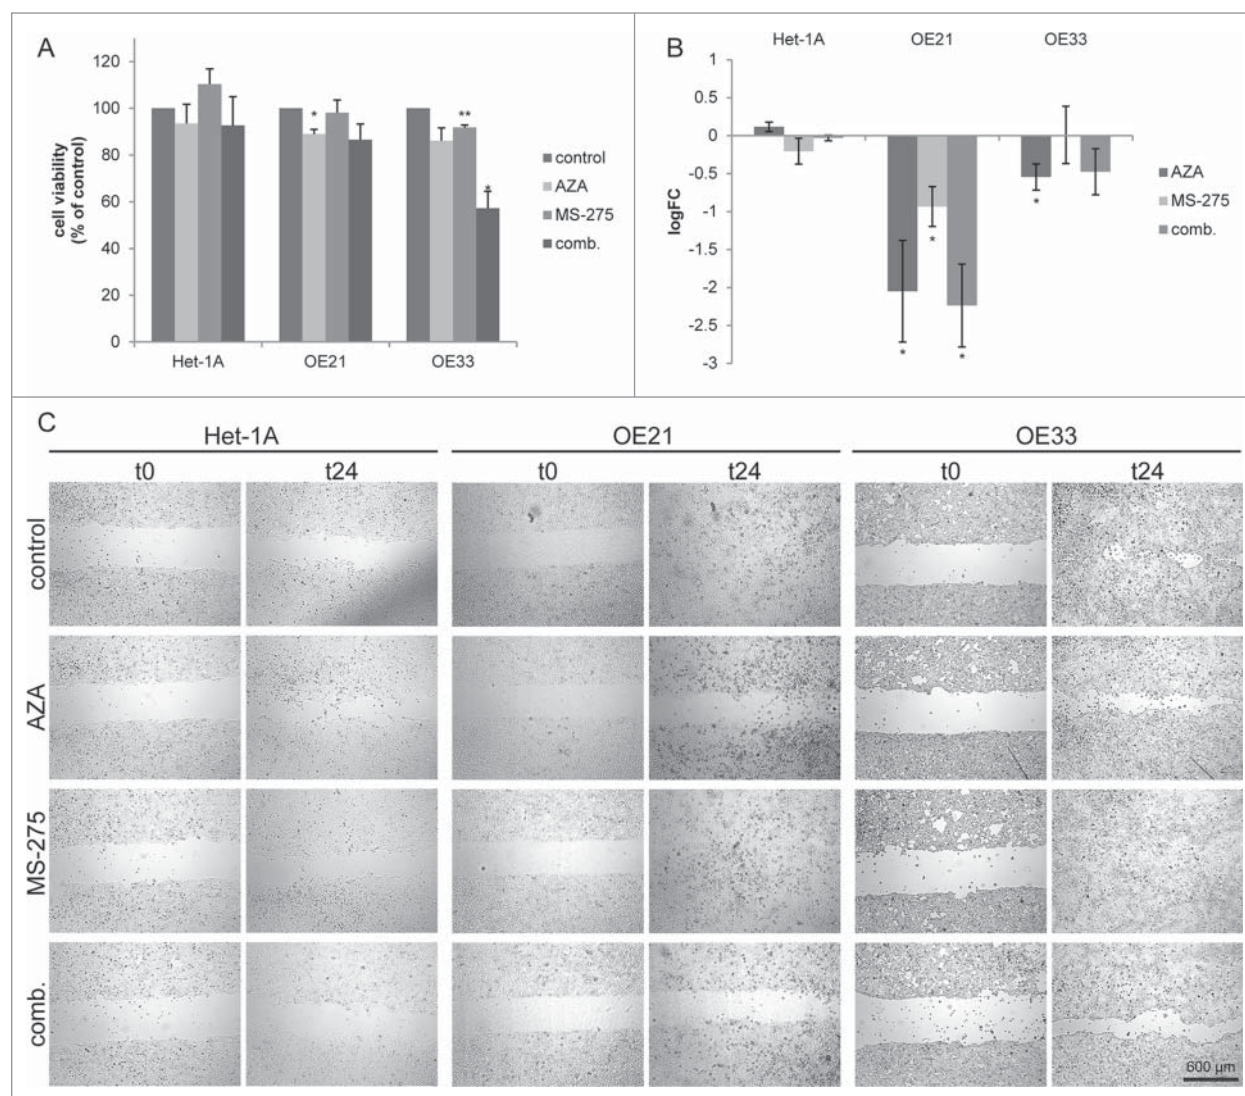 A
cell viability
(% of control)
120
100
80
60
40
20
0
*
**
*
Het-1A
OE21
OE33
control
AZA
MS-275
comb.
B
Het-1A
OE21
OE33
logFC
1
0.5
0
-0.5
-1
-1.5
-2
-2.5
-3
*
*
*
*
AZA
MS-275
comb.
C
Het-1A
OE21
OE33
t0
t24
t0
t24
t0
t24
control
AZA
MS-275
comb.
600 µm